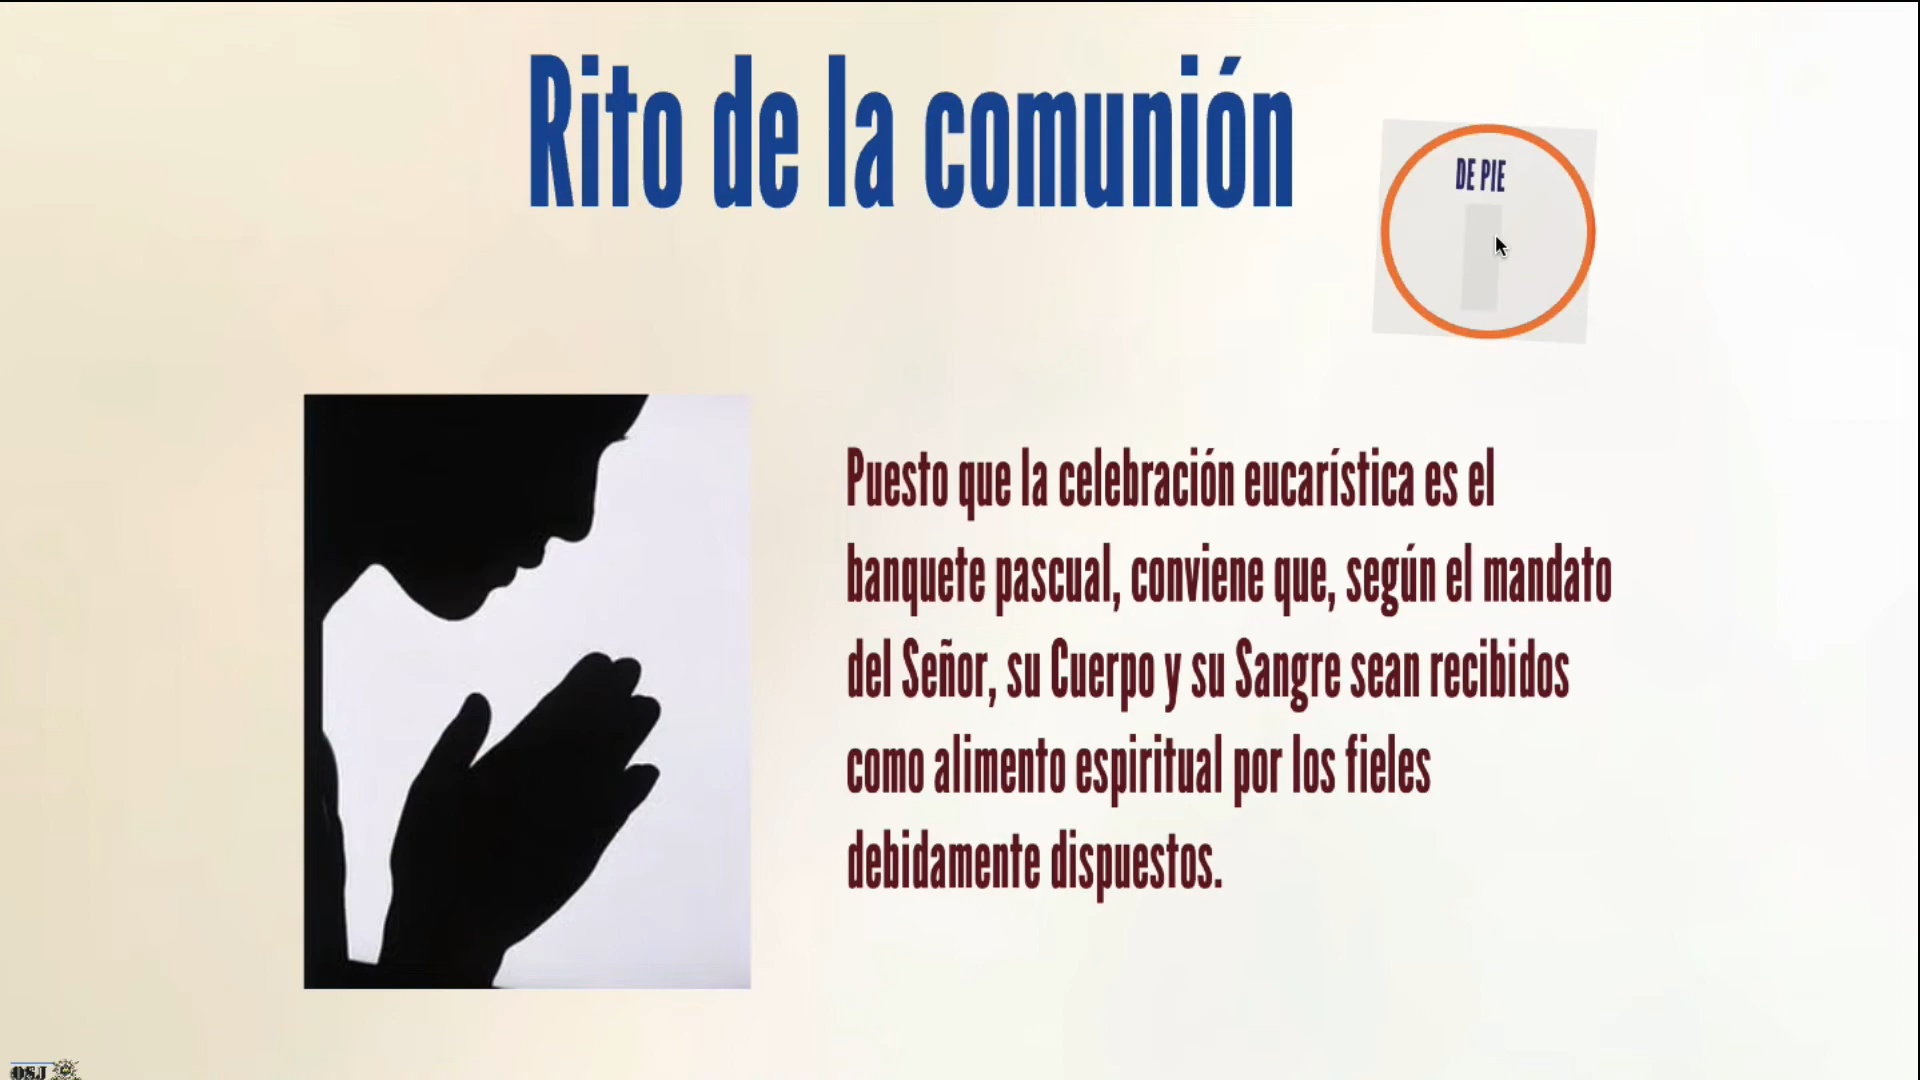 Rito de la comunión
DE PIE
Puesto que la celebración eucarística es el
banquete pascual, conviene que, según el mandato
del Señor, su Cuerpo y su Sangre sean recibidos
como alimento espiritual por los fieles
debidamente dispuestos.
OSJ